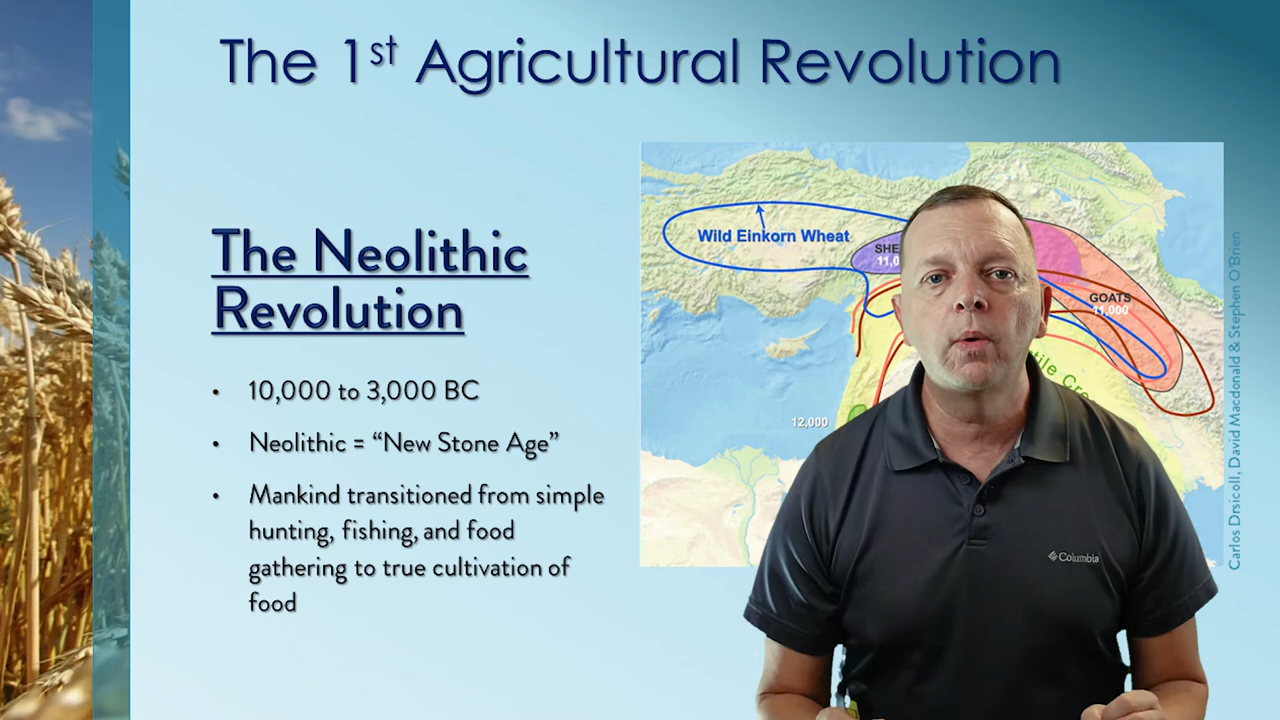 The 1st Agricultural Revolution
The Neolithic
Revolution
• 10,000 to 3,000 BC
• Neolithic = “New Stone Age”
• Mankind transitioned from simple
hunting, fishing, and food
gathering to true cultivation of
food
Wild Einkorn Wheat
GOATS
11,000
12,000
Columbia
Carlos Drsicoll, David Macdonald & Stephen O'Brien